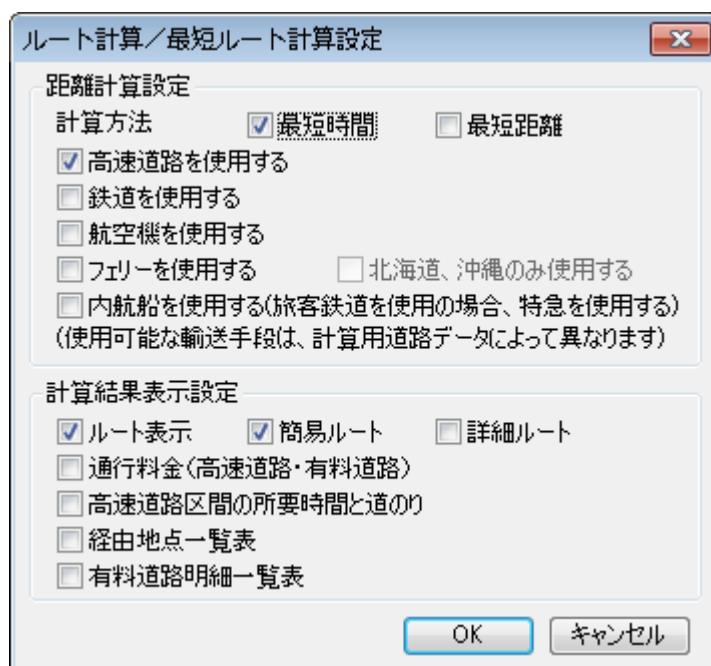 ルート計算／最短ルート計算設定
距離計算設定
計算方法 最短時間 最短距離
高速道路を使用する
鉄道を使用する
航空機を使用する
フェリーを使用する 北海道、沖縄のみ使用する
内航船を使用する(旅客鉄道を使用の場合、特急を使用する)
(使用可能な輸送手段は、計算用道路データによって異なります)
計算結果表示設定
ルート表示 簡易ルート 詳細ルート
通行料金(高速道路・有料道路)
高速道路区間の所要時間と道のり
経由地点一覧表
有料道路明細一覧表
OK キャンセル